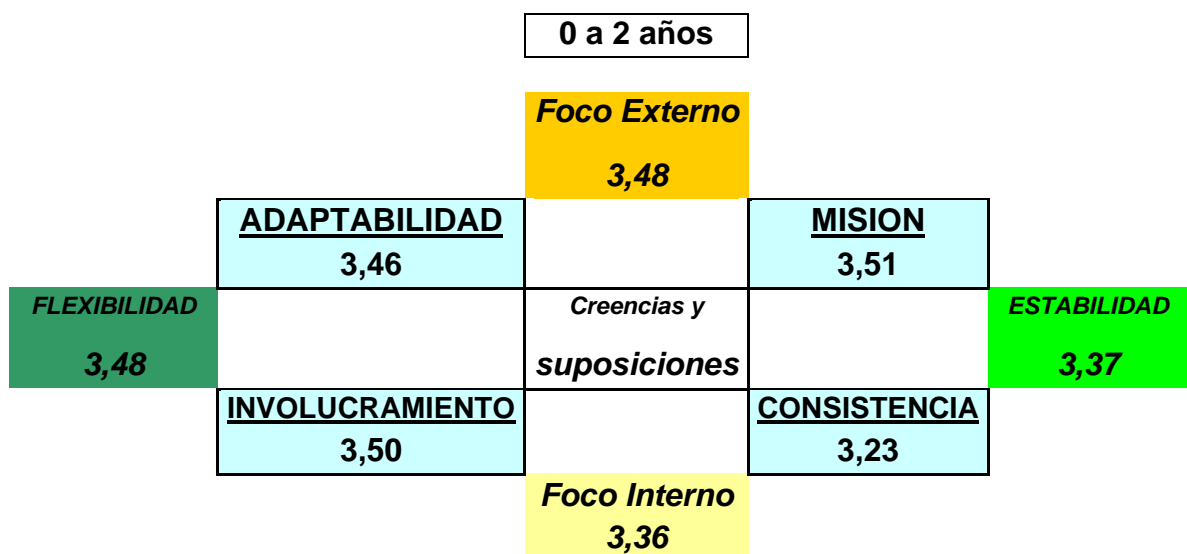 0 a 2 años
Foco Externo
3,48
ADAPTABILIDAD
3,46
MISION
3,51
FLEXIBILIDAD
3,48
Creencias y
suposiciones
ESTABILIDAD
3,37
INVOLUCRAMIENTO
3,50
CONSISTENCIA
3,23
Foco Interno
3,36